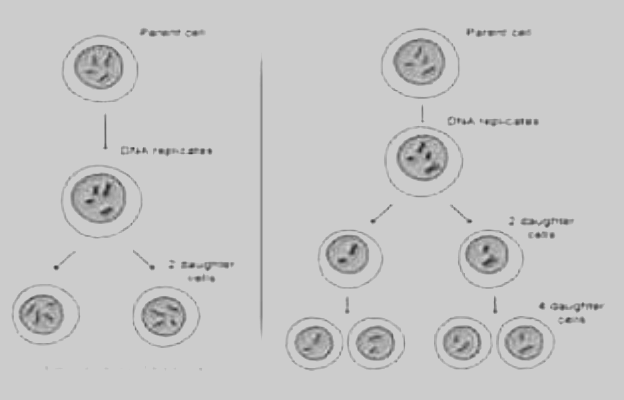 Parent cell
DNA replicates
2 daughter
cells
Parent cell
DNA replicates
2 daughter
cells
4 daughter
cells